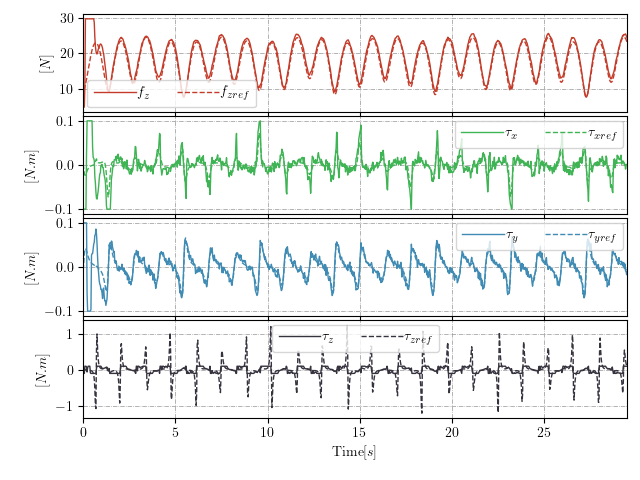 30
20
10
[N]
f_z f_zref
0.1
0.0
−0.1
[N.m]
τ_x τ_xref
0.1
0.0
−0.1
[N.m]
τ_y τ_yref
1
0
−1
[N.m]
τ_z τ_zref
0 5 10 15 20 25
Time[s]